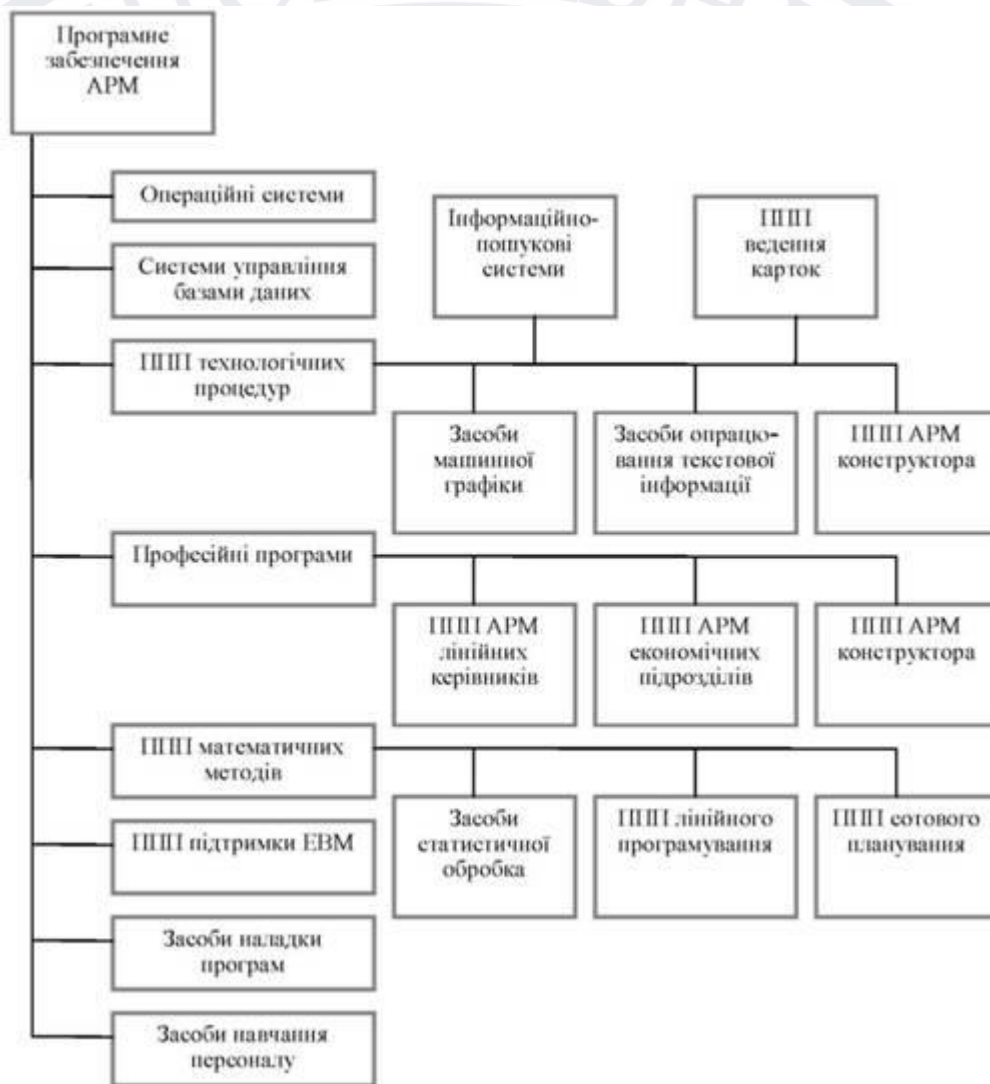 Програмне
забезпечення
АРМ
Операційні системи
Системи управління
базами даних
Інформаційно-
пошукові
системи
ППП
ведення
карток
ППП технологічних
процедур
Засоби
машинної
графіки
Засоби опрацю-
вання текстової
інформації
ППП АРМ
конструктора
Професійні програми
ППП АРМ
лінійних
керівників
ППП АРМ
економічних
підрозділів
ППП АРМ
конструктора
ППП математичних
методів
Засоби
статистичної
обробка
ППП лінійного
програмування
ППП сотового
планування
ППП підтримки ЕВМ
Засоби наладки
програм
Засоби навчання
персоналу